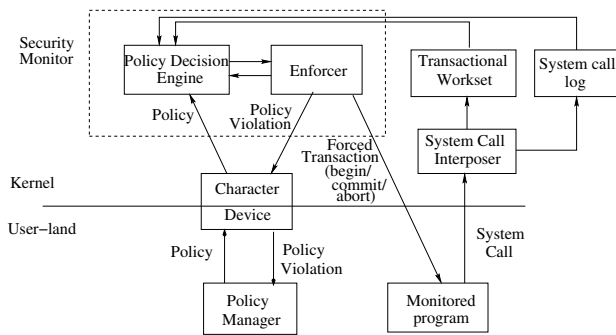 Security
Monitor
Policy Decision
Engine
Enforcer
Transactional
Workset
System call
log
Policy
Policy
Violation
Forced
Transaction
(begin/
commit/
abort)
System Call
Interposer
Kernel
Character
Device
User-land
Policy
Policy
Violation
System
Call
Policy
Manager
Monitored
program